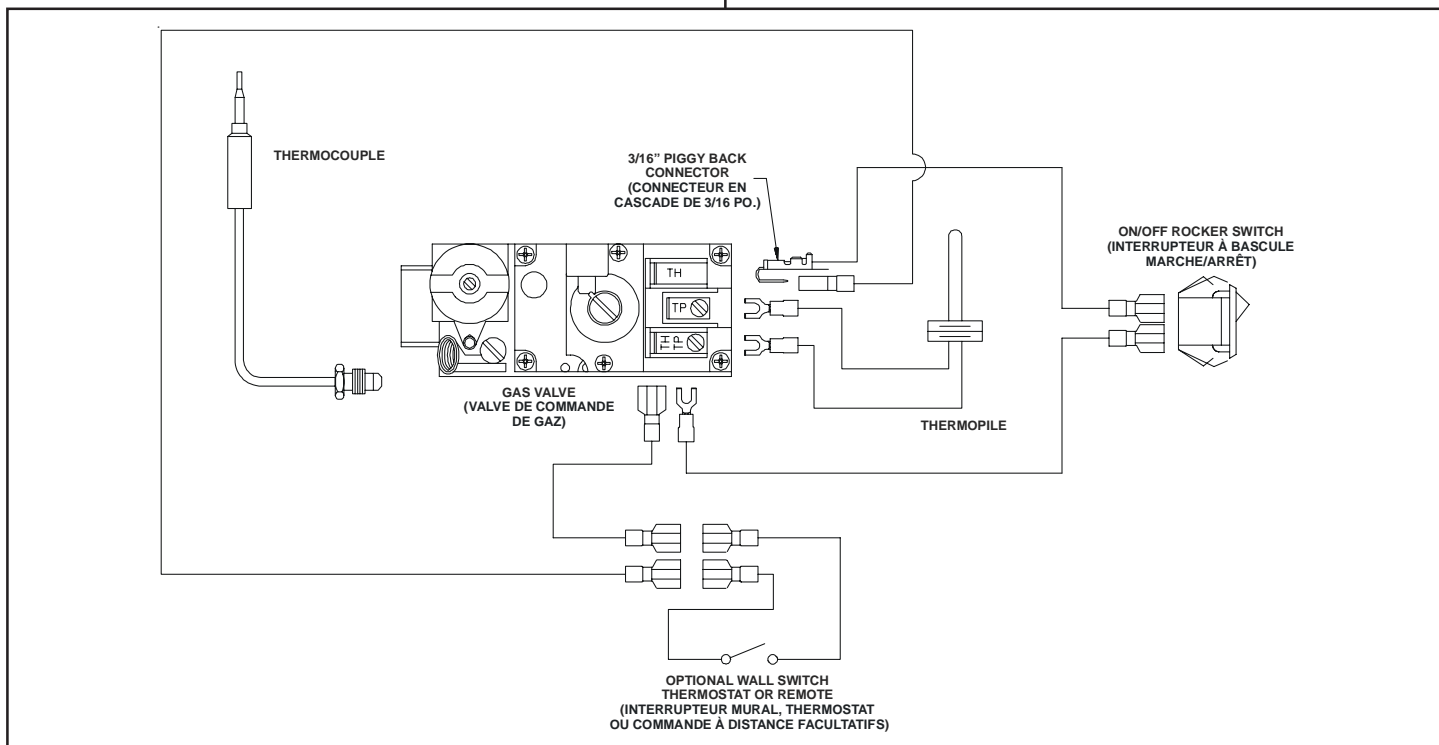 THERMOCOUPLE
3/16” PIGGY BACK
CONNECTOR
(CONNECTEUR EN
CASCADE DE 3/16 PO.)
ON/OFF ROCKER SWITCH
(INTERRUPTEUR À BASCULE
MARCHE/ARRÊT)
TH
TP
TH
TP
GAS VALVE
(VALVE DE COMMANDE
DE GAZ)
THERMOPILE
OPTIONAL WALL SWITCH
THERMOSTAT OR REMOTE
(INTERRUPTEUR MURAL, THERMOSTAT
OU COMMANDE À DISTANCE FACULTATIFS)